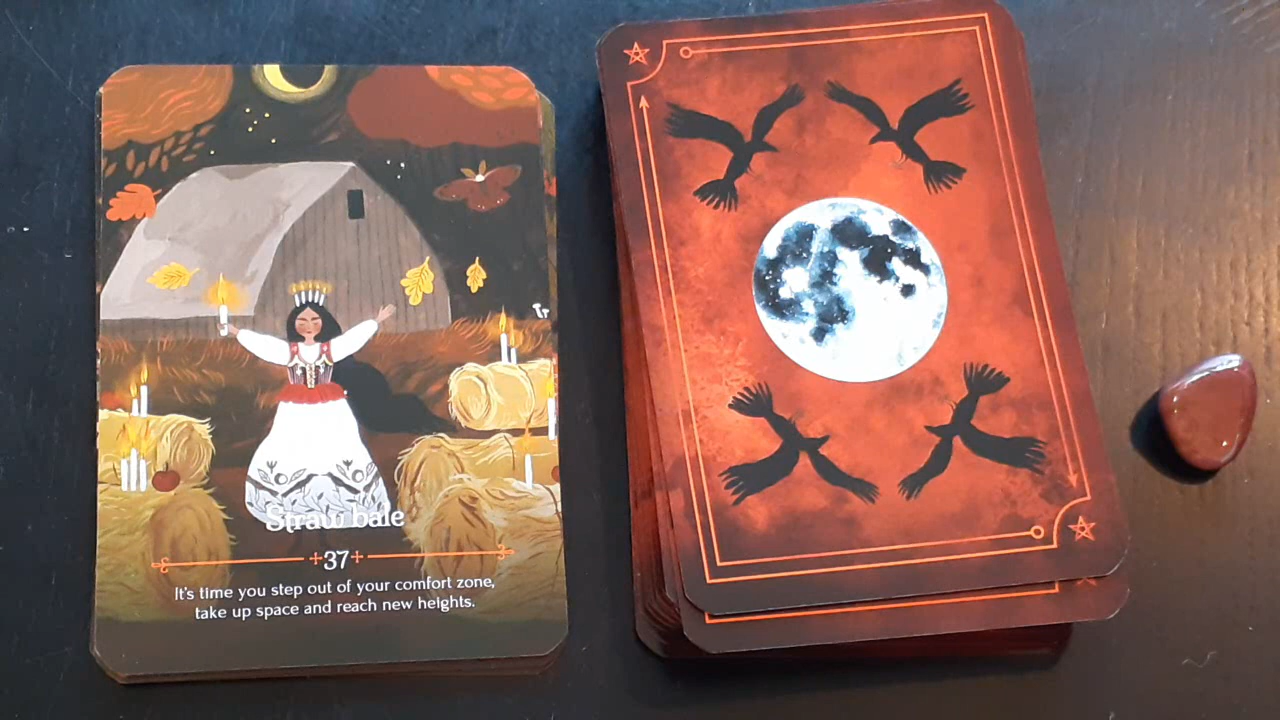 Straw bale
37
It's time you step out of your comfort zone,
take up space and reach new heights.